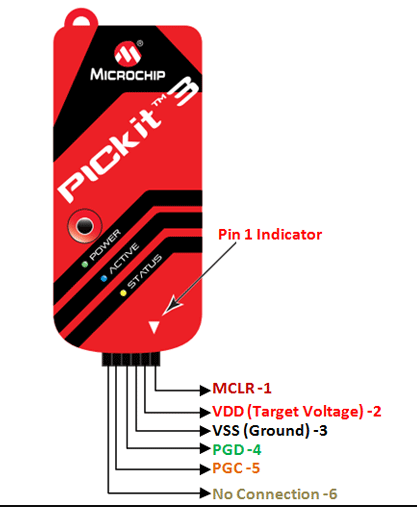 MICROCHIP
PICkit™ 3
POWER
ACTIVE
STATUS
Pin 1 Indicator
MCLR -1
VDD (Target Voltage) -2
VSS (Ground) -3
PGD -4
PGC -5
No Connection -6